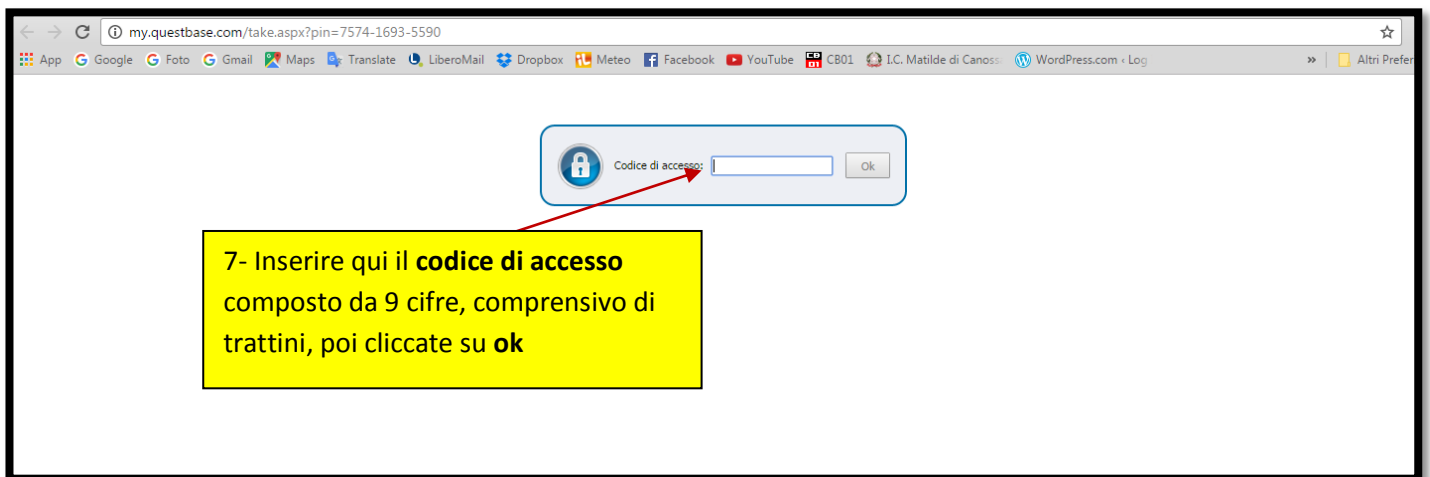 my.questbase.com/take.aspx?pin=7574-1693-5590
App Google Foto Gmail Maps Translate LiberoMail Dropbox Meteo Facebook YouTube CB01 I.C. Matilde di Canoss WordPress.com ‹ Log » Altri Prefer
Codice di accesso: Ok
7- Inserire qui il codice di accesso
composto da 9 cifre, comprensivo di
trattini, poi cliccate su ok